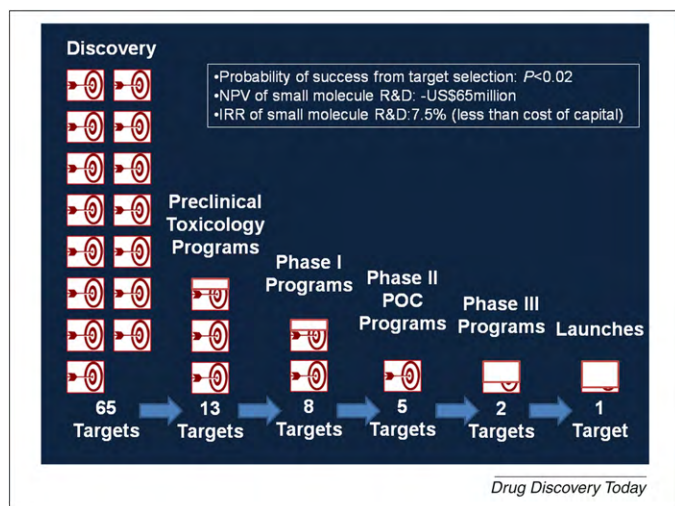 Discovery
•Probability of success from target selection: P<0.02
•NPV of small molecule R&D: -US$65million
•IRR of small molecule R&D:7.5% (less than cost of capital)
Preclinical
Toxicology
Programs
Phase I
Programs
Phase II
POC
Programs
Phase III
Programs
Launches
65
Targets
13
Targets
8
Targets
5
Targets
2
Targets
1
Target
Drug Discovery Today